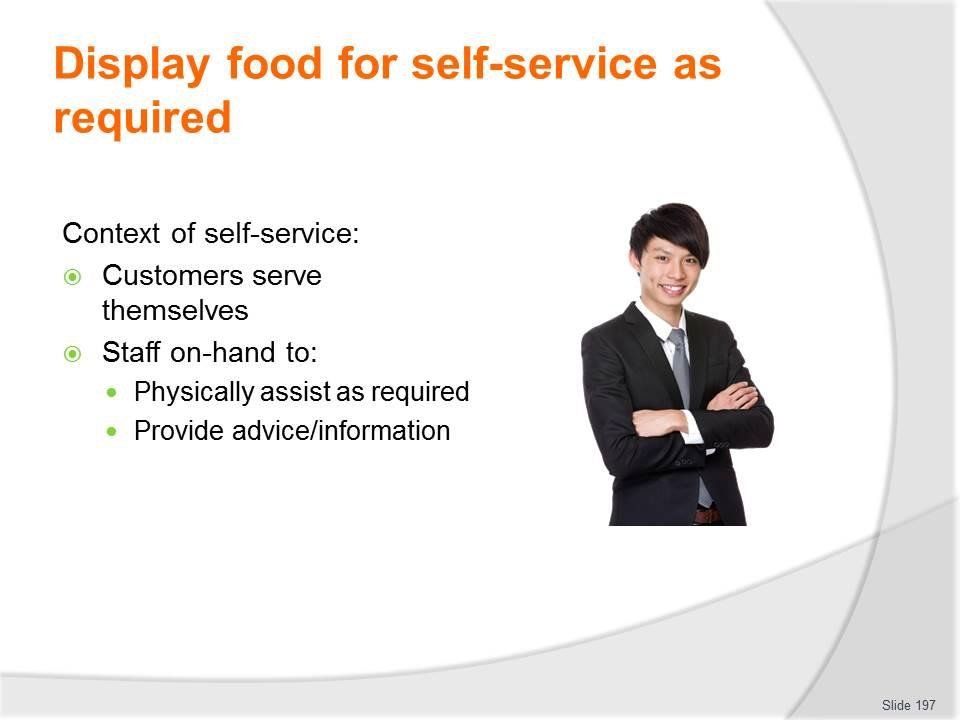 Display food for self-service as
required
Context of self-service:
Customers serve
themselves
Staff on-hand to:
Physically assist as required
Provide advice/information
Slide 197